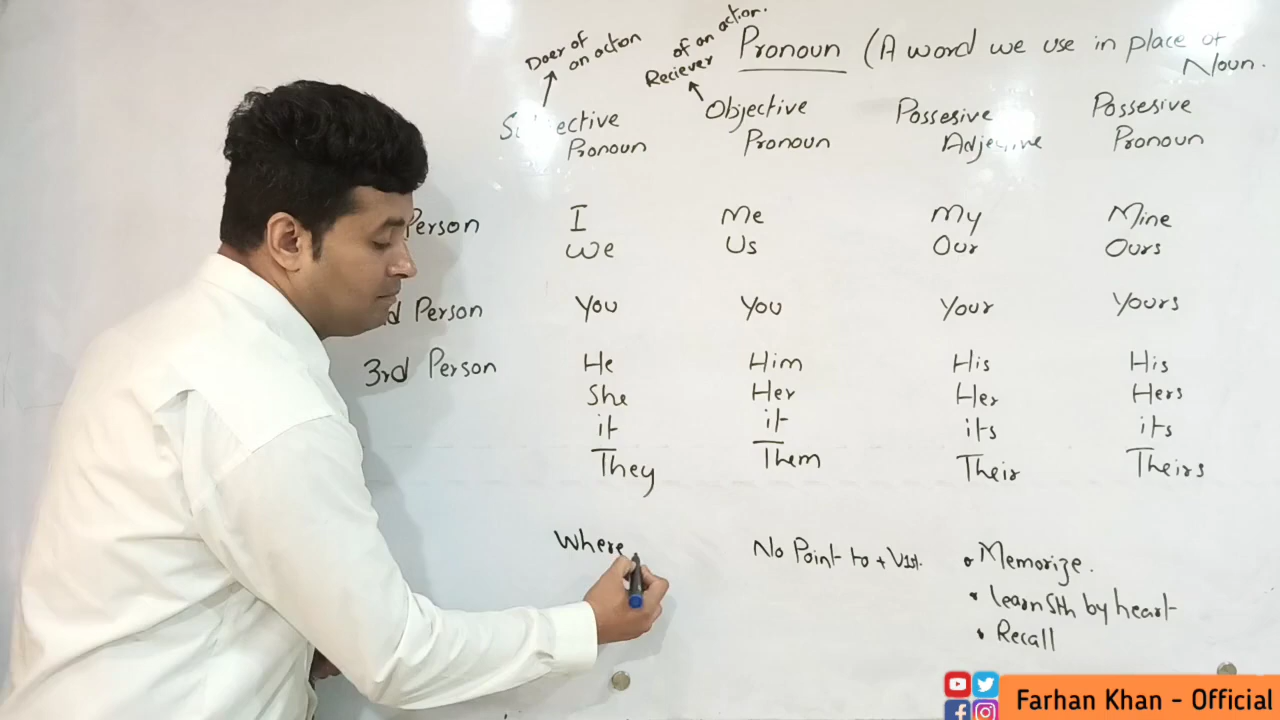 Doer of an action
Reciever of an action.
Pronoun (A word we use in place of Noun.
Subjective Pronoun
Objective Pronoun
Possesive Adjective
Possesive Pronoun
Person I Me My Mine
We Us Our Ours
Person You You Your Yours
3rd Person He Him His His
She Her Her Hers
it it its its
They Them Their Theirs
Where
No Point to + V1st.
• Memorize.
• learn Sth by heart
• Recall
Farhan Khan - Official